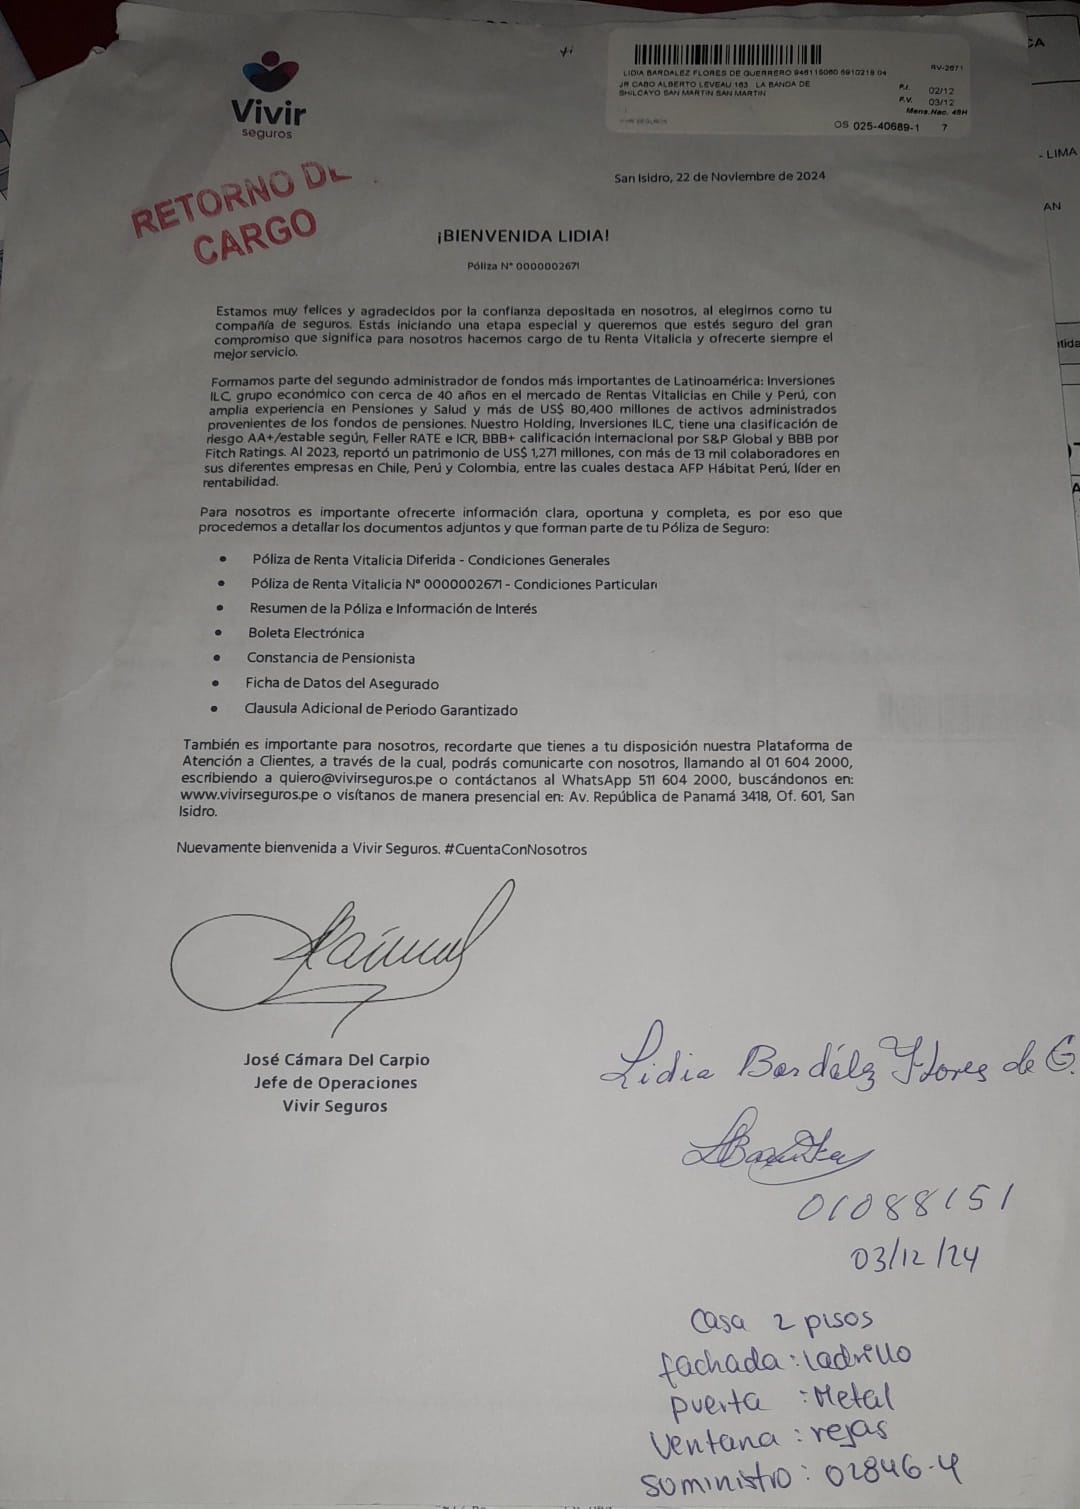 Vivir
seguros
LIDIA BARDALEZ FLORES DE GUERRERO 946115060 6910218 04
RV-2671
JR CABO ALBERTO LEVEAU 163 LA BANDA DE
SHILCAYO SAN MARTIN SAN MARTIN
P.I. 02/12
P.V. 03/12
Mens.Nac. 48H
VIVIR SEGUROS
OS 025-40689-1 7
RETORNO DE
CARGO
San Isidro, 22 de Noviembre de 2024
¡BIENVENIDA LIDIA!
Póliza N° 0000002671
Estamos muy felices y agradecidos por la confianza depositada en nosotros, al elegirnos como tu
compañía de seguros. Estás iniciando una etapa especial y queremos que estés seguro del gran
compromiso que significa para nosotros hacernos cargo de tu Renta Vitalicia y ofrecerte siempre el
mejor servicio.
Formamos parte del segundo administrador de fondos más importantes de Latinoamérica: Inversiones
ILC, grupo económico con cerca de 40 años en el mercado de Rentas Vitalicias en Chile y Perú, con
amplia experiencia en Pensiones y Salud y más de US$ 80,400 millones de activos administrados
provenientes de los fondos de pensiones. Nuestro Holding, Inversiones ILC, tiene una clasificación de
riesgo AA+/estable según, Feller RATE e ICR, BBB+ calificación internacional por S&P Global y BBB por
Fitch Ratings. Al 2023, reportó un patrimonio de US$ 1,271 millones, con más de 13 mil colaboradores en
sus diferentes empresas en Chile, Perú y Colombia, entre las cuales destaca AFP Hábitat Perú, líder en
rentabilidad.
Para nosotros es importante ofrecerte información clara, oportuna y completa, es por eso que
procedemos a detallar los documentos adjuntos y que forman parte de tu Póliza de Seguro:
• Póliza de Renta Vitalicia Diferida - Condiciones Generales
• Póliza de Renta Vitalicia N° 0000002671 - Condiciones Particular
• Resumen de la Póliza e Información de Interés
• Boleta Electrónica
• Constancia de Pensionista
• Ficha de Datos del Asegurado
• Clausula Adicional de Periodo Garantizado
También es importante para nosotros, recordarte que tienes a tu disposición nuestra Plataforma de
Atención a Clientes, a través de la cual, podrás comunicarte con nosotros, llamando al 01 604 2000,
escribiendo a quiero@vivirseguros.pe o contáctanos al WhatsApp 511 604 2000, buscándonos en:
www.vivirseguros.pe o visítanos de manera presencial en: Av. República de Panamá 3418, Of. 601, San
Isidro.
Nuevamente bienvenida a Vivir Seguros. #CuentaConNosotros
José Cámara Del Carpio
Jefe de Operaciones
Vivir Seguros
Lidia Bardález Flores de G.
01088151
03/12/24
Casa 2 pisos
fachada : ladrillo
puerta : Metal
ventana : rejas
suministro : 02846-4
- LIMA
AN